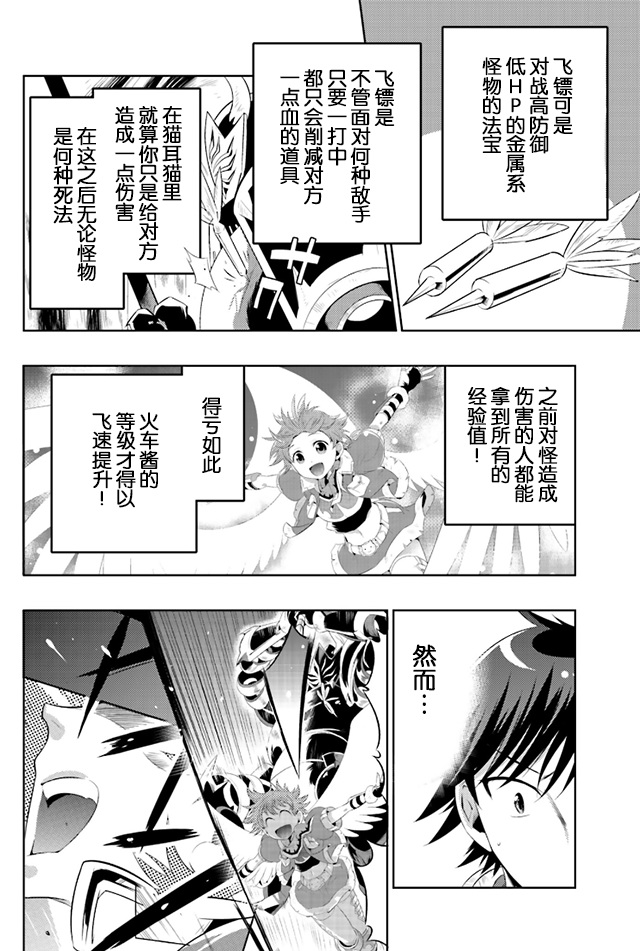 飞镖可是
对战高防御
低HP的金属系
怪物的法宝
飞镖是
不管面对何种敌手
只要一打中
都只会削减对方
一点血的道具
在猫耳猫里
就算你只是给对方
造成一点伤害
在这之后无论怪物
是何种死法
之前对怪造成
伤害的人都能
拿到所有的
经验值！
得亏如此
火车酱的
等级才得以
飞速提升！
然而…